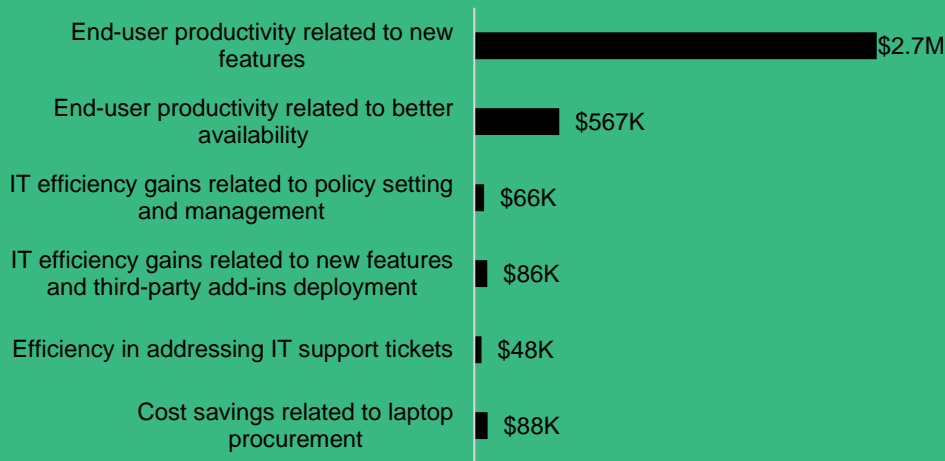 End-user productivity related to new
features
$2.7M
End-user productivity related to better
availability
$567K
IT efficiency gains related to policy setting
and management
$66K
IT efficiency gains related to new features
and third-party add-ins deployment
$86K
Efficiency in addressing IT support tickets
$48K
Cost savings related to laptop
procurement
$88K